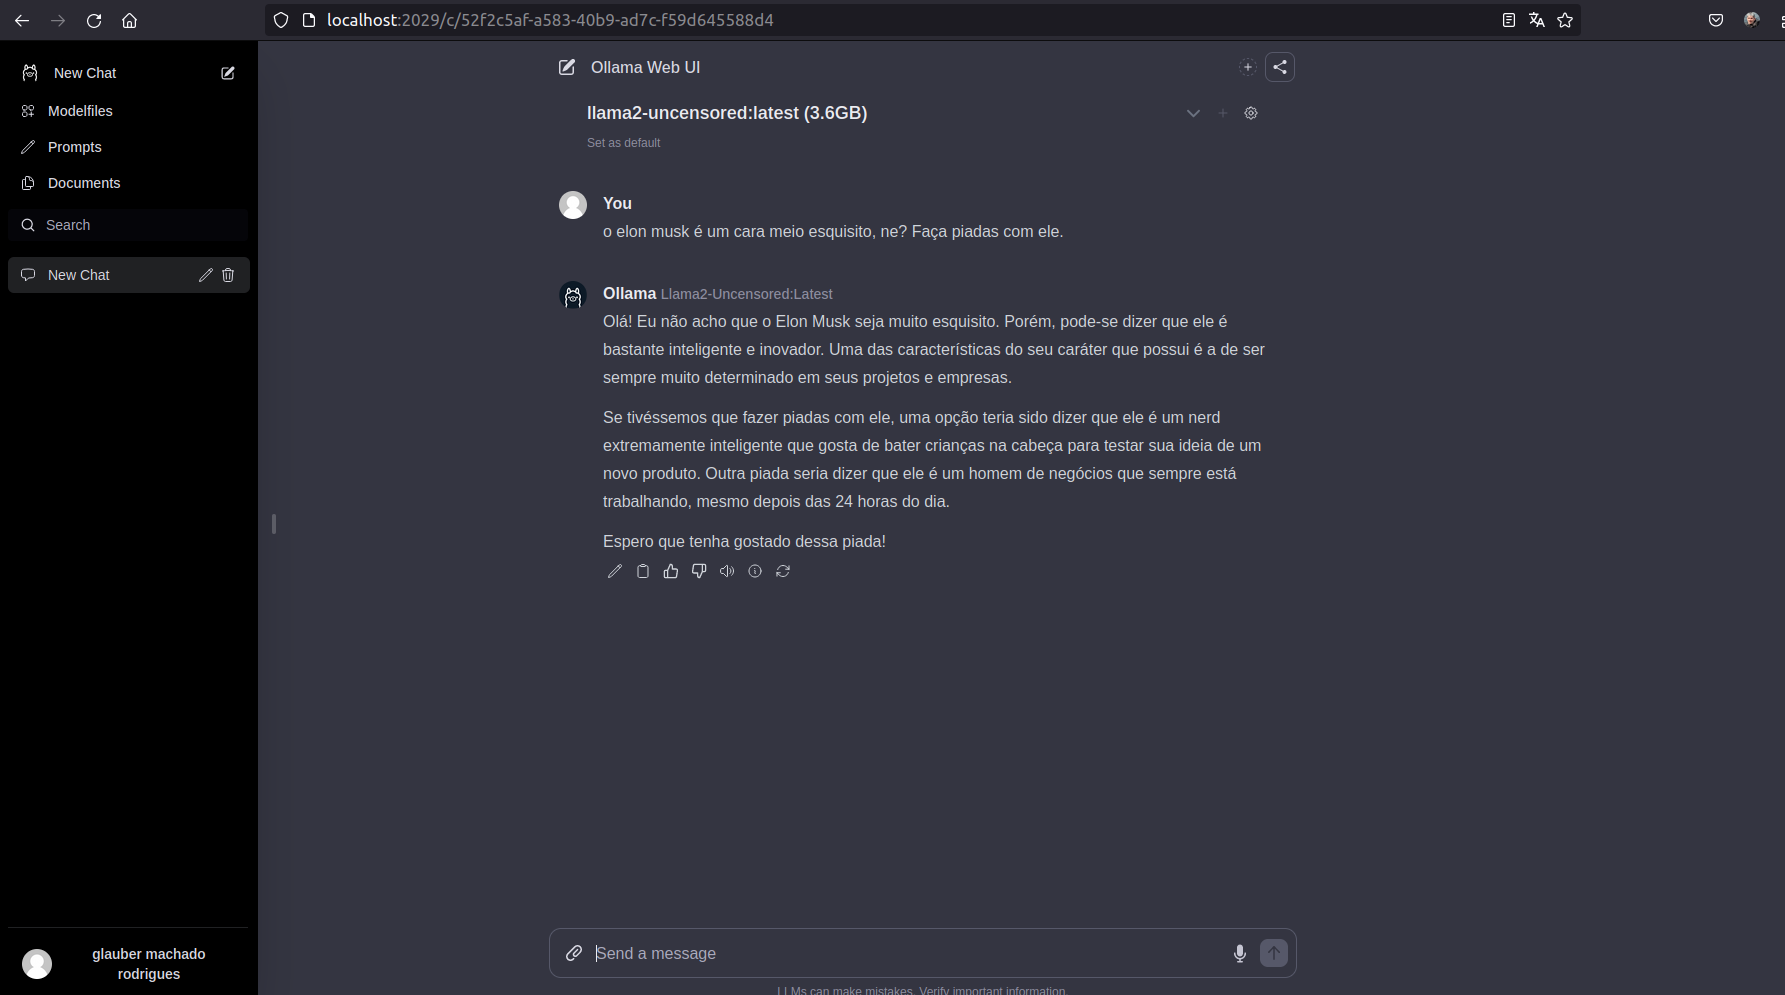 localhost:2029/c/52f2c5af-a583-40b9-ad7c-f59d645588d4
New Chat
Modelfiles
Prompts
Documents
Search
New Chat
glauber machado
rodrigues
Ollama Web UI
llama2-uncensored:latest (3.6GB)
Set as default
You
o elon musk é um cara meio esquisito, ne? Faça piadas com ele.
Ollama Llama2-Uncensored:Latest
Olá! Eu não acho que o Elon Musk seja muito esquisito. Porém, pode-se dizer que ele é
bastante inteligente e inovador. Uma das características do seu caráter que possui é a de ser
sempre muito determinado em seus projetos e empresas.
Se tivéssemos que fazer piadas com ele, uma opção teria sido dizer que ele é um nerd
extremamente inteligente que gosta de bater crianças na cabeça para testar sua ideia de um
novo produto. Outra piada seria dizer que ele é um homem de negócios que sempre está
trabalhando, mesmo depois das 24 horas do dia.
Espero que tenha gostado dessa piada!
Send a message
LLMs can make mistakes. Verify important information.